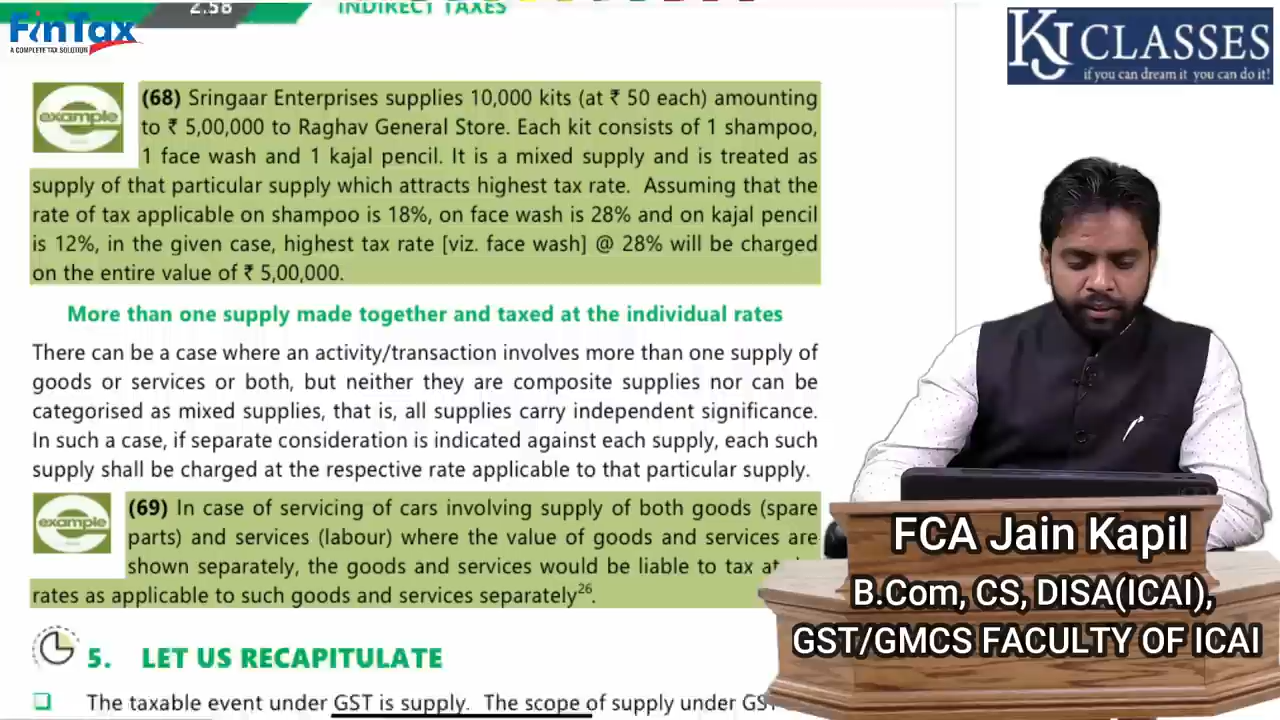 2.58
INDIRECT TAXES
FinTax
A COMPLETE TAX SOLUTION
KJ CLASSES
if you can dream it you can do it!
example
(68) Sringaar Enterprises supplies 10,000 kits (at ₹ 50 each) amounting
to ₹ 5,00,000 to Raghav General Store. Each kit consists of 1 shampoo,
1 face wash and 1 kajal pencil. It is a mixed supply and is treated as
supply of that particular supply which attracts highest tax rate. Assuming that the
rate of tax applicable on shampoo is 18%, on face wash is 28% and on kajal pencil
is 12%, in the given case, highest tax rate [viz. face wash] @ 28% will be charged
on the entire value of ₹ 5,00,000.
More than one supply made together and taxed at the individual rates
There can be a case where an activity/transaction involves more than one supply of
goods or services or both, but neither they are composite supplies nor can be
categorised as mixed supplies, that is, all supplies carry independent significance.
In such a case, if separate consideration is indicated against each supply, each such
supply shall be charged at the respective rate applicable to that particular supply.
example
(69) In case of servicing of cars involving supply of both goods (spare
parts) and services (labour) where the value of goods and services are
shown separately, the goods and services would be liable to tax at
rates as applicable to such goods and services separately26.
5. LET US RECAPITULATE
The taxable event under GST is supply. The scope of supply under GST
FCA Jain Kapil
B.Com, CS, DISA(ICAI),
GST/GMCS FACULTY OF ICAI